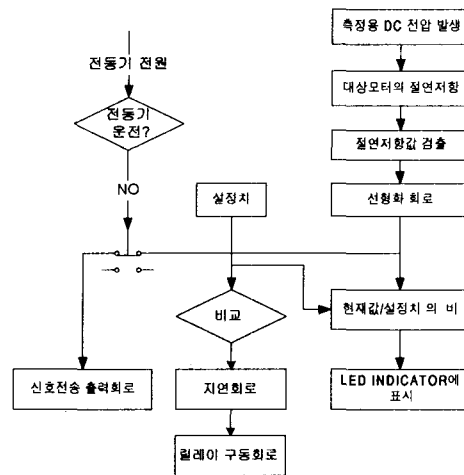 측정용 DC 전압 발생
전동기 전원
대상모터의 절연저항
전동기
운전?
절연저항값 검출
NO
설정치
선형화 회로
비교
현재값/설정치 의 비
신호전송 출력회로
지연회로
LED INDICATOR에
표시
릴레이 구동회로